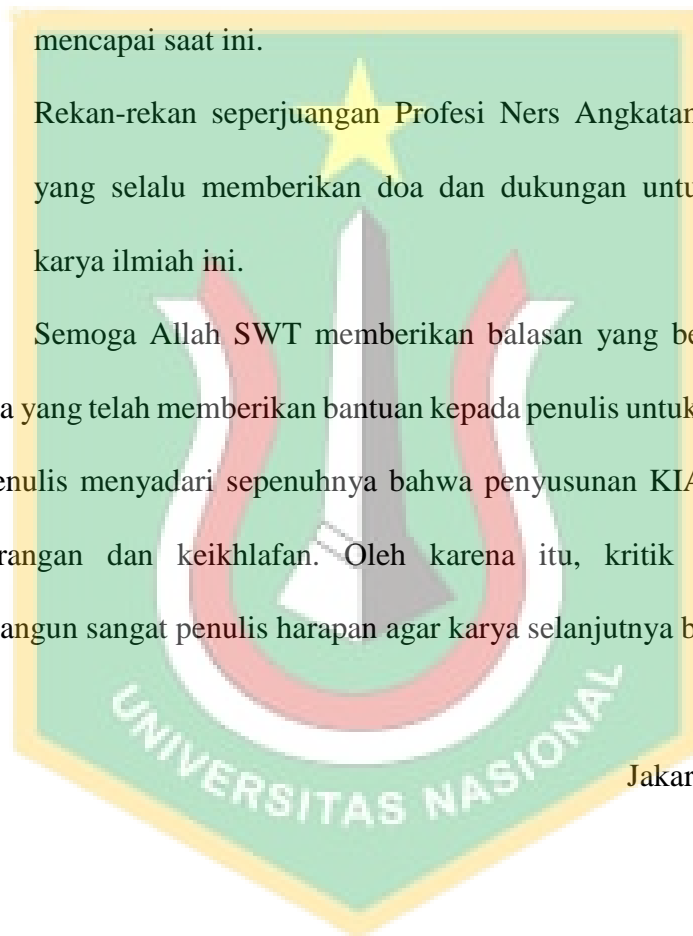 mencapai saat ini.
Rekan-rekan seperjuangan Profesi Ners Angkatan
yang selalu memberikan doa dan dukungan untu
karya ilmiah ini.
Semoga Allah SWT memberikan balasan yang be
a yang telah memberikan bantuan kepada penulis untuk
enulis menyadari sepenuhnya bahwa penyusunan KIA
rangan dan keikhlafan. Oleh karena itu, kritik
angun sangat penulis harapan agar karya selanjutnya b
Jakar
UNIVERSITAS NASIONAL